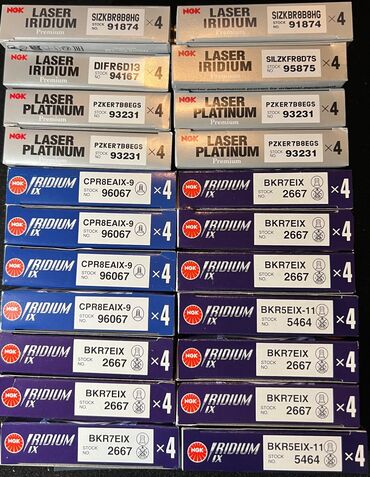 NGK LASER IRIDIUM Premium SIZKBR8B8HG STOCK NO. 91874 ×4
NGK LASER IRIDIUM Premium DIFR6D13 STOCK NO. 94167 ×4
NGK LASER PLATINUM Premium PZKER7B8EGS STOCK NO. 93231 ×4
NGK LASER PLATINUM Premium PZKER7B8EGS STOCK NO. 93231 ×4
NGK IRIDIUM IX CPR8EAIX-9 STOCK NO. 96067 ×4
NGK IRIDIUM IX CPR8EAIX-9 STOCK NO. 96067 ×4
NGK IRIDIUM IX CPR8EAIX-9 STOCK NO. 96067 ×4
NGK IRIDIUM IX CPR8EAIX-9 STOCK NO. 96067 ×4
NGK IRIDIUM IX BKR7EIX STOCK NO. 2667 ×4
NGK IRIDIUM IX BKR7EIX STOCK NO. 2667 ×4
NGK IRIDIUM IX BKR7EIX STOCK NO. 2667 ×4
NGK LASER IRIDIUM Premium SIZKBR8B8HG STOCK NO. 91874 ×4
NGK LASER IRIDIUM Premium SILZKFR8D7S STOCK NO. 95875 ×4
NGK LASER PLATINUM Premium PZKER7B8EGS STOCK NO. 93231 ×4
NGK LASER PLATINUM Premium PZKER7B8EGS STOCK NO. 93231 ×4
NGK IRIDIUM IX BKR7EIX STOCK NO. 2667 ×4
NGK IRIDIUM IX BKR7EIX STOCK NO. 2667 ×4
NGK IRIDIUM IX BKR7EIX STOCK NO. 2667 ×4
NGK IRIDIUM IX BKR5EIX-11 STOCK NO. 5464 ×4
NGK IRIDIUM IX BKR7EIX STOCK NO. 2667 ×4
NGK IRIDIUM IX BKR7EIX STOCK NO. 2667 ×4
NGK IRIDIUM IX BKR5EIX-11 STOCK NO. 5464 ×4